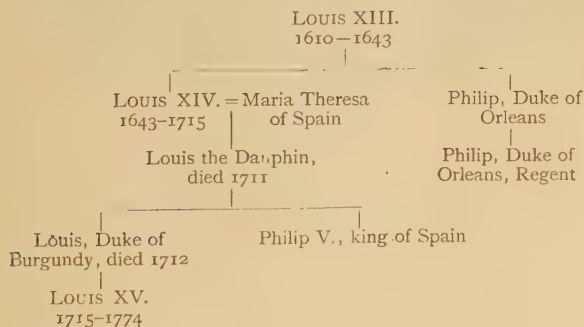 LOUIS XIII.
1610–1643
LOUIS XIV. = Maria Theresa
1643–1715 of Spain
Philip, Duke of
Orleans
Louis the Dauphin,
died 1711
Philip, Duke of
Orleans, Regent
Louis, Duke of
Burgundy, died 1712
Philip V., king of Spain
LOUIS XV.
1715–1774